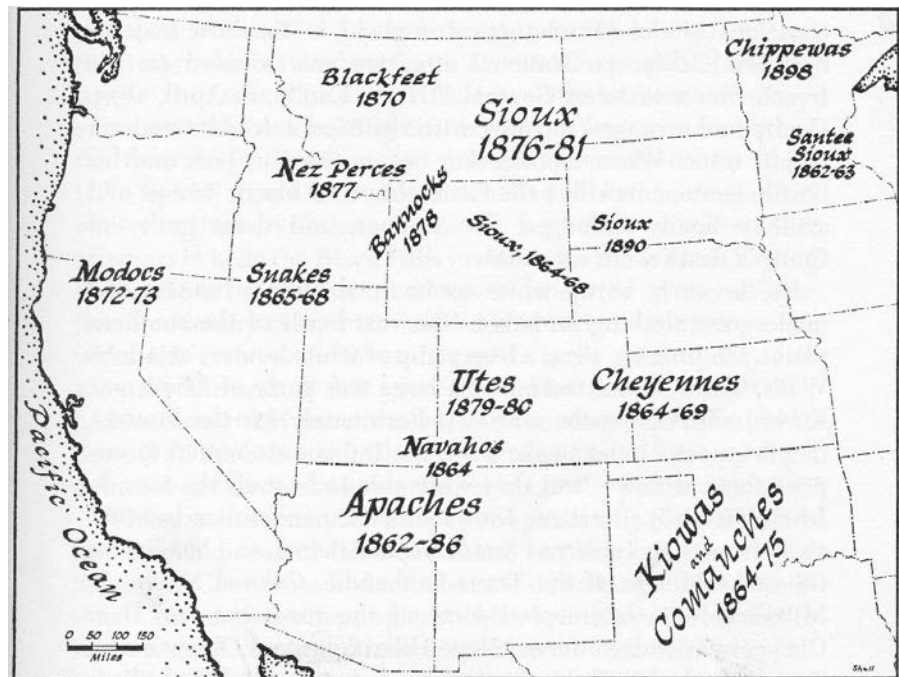 Chippewas
1898
Blackfeet
1870
Sioux
1876-81
Santee
Sioux
1862-63
Nez Perces
1877
Bannocks
1878
Sioux 1864-68
Sioux
1890
Modocs
1872-73
Snakes
1865-68
Utes
1879-80
Cheyennes
1864-69
Navahos
1864
Apaches
1862-86
Kiowas
and
Comanches
1864-75
Pacific Ocean
0 50 100 150
Miles